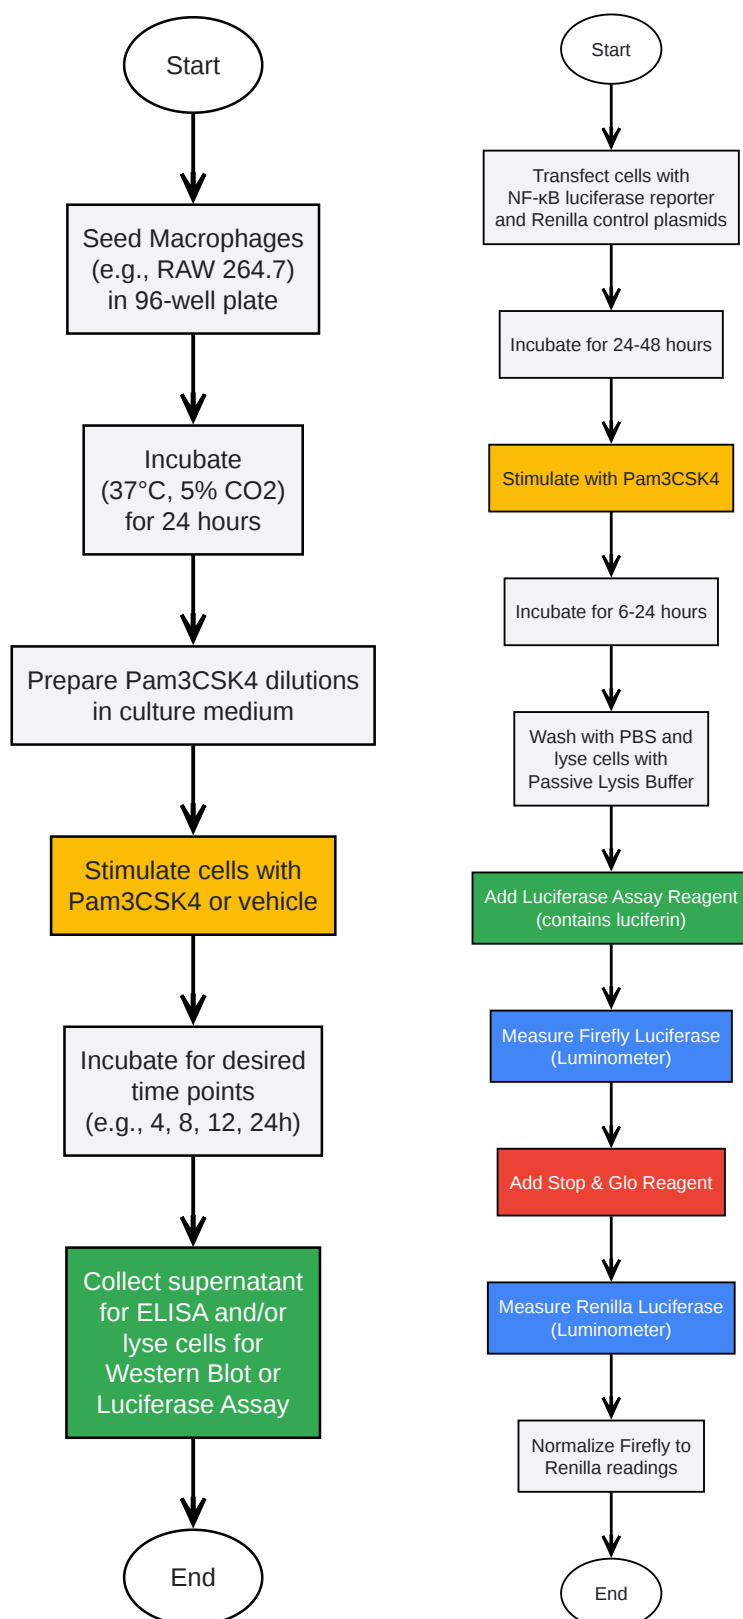 Start
Seed Macrophages
(e.g., RAW 264.7)
in 96-well plate
Incubate
(37°C, 5% CO2)
for 24 hours
Prepare Pam3CSK4 dilutions
in culture medium
Stimulate cells with
Pam3CSK4 or vehicle
Incubate for desired
time points
(e.g., 4, 8, 12, 24h)
Collect supernatant
for ELISA and/or
lyse cells for
Western Blot or
Luciferase Assay
End
Start
Transfect cells with
NF-κB luciferase reporter
and Renilla control plasmids
Incubate for 24-48 hours
Stimulate with Pam3CSK4
Incubate for 6-24 hours
Wash with PBS and
lyse cells with
Passive Lysis Buffer
Add Luciferase Assay Reagent
(contains luciferin)
Measure Firefly Luciferase
(Luminometer)
Add Stop & Glo Reagent
Measure Renilla Luciferase
(Luminometer)
Normalize Firefly to
Renilla readings
End